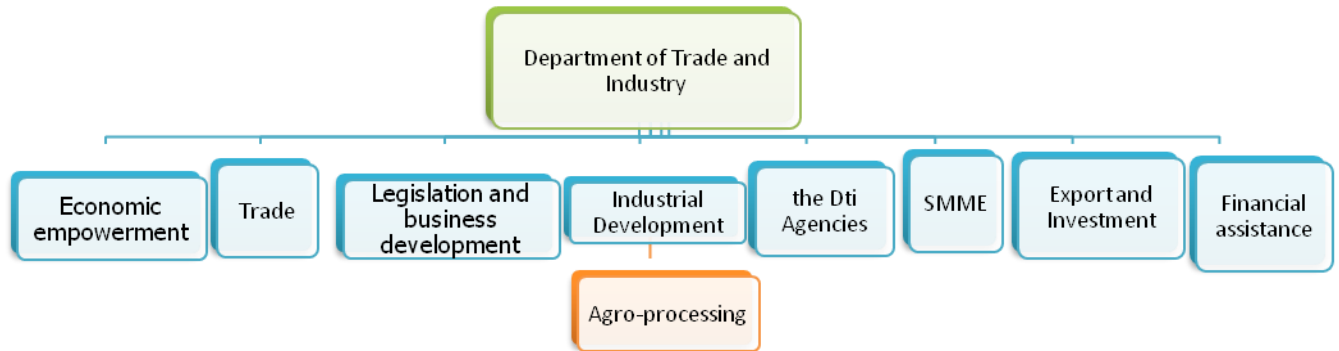 Department of Trade and
Industry
Economic
empowerment
Trade
Legislation and
business
development
Industrial
Development
the Dti
Agencies
SMME
Export and
Investment
Financial
assistance
Agro-processing